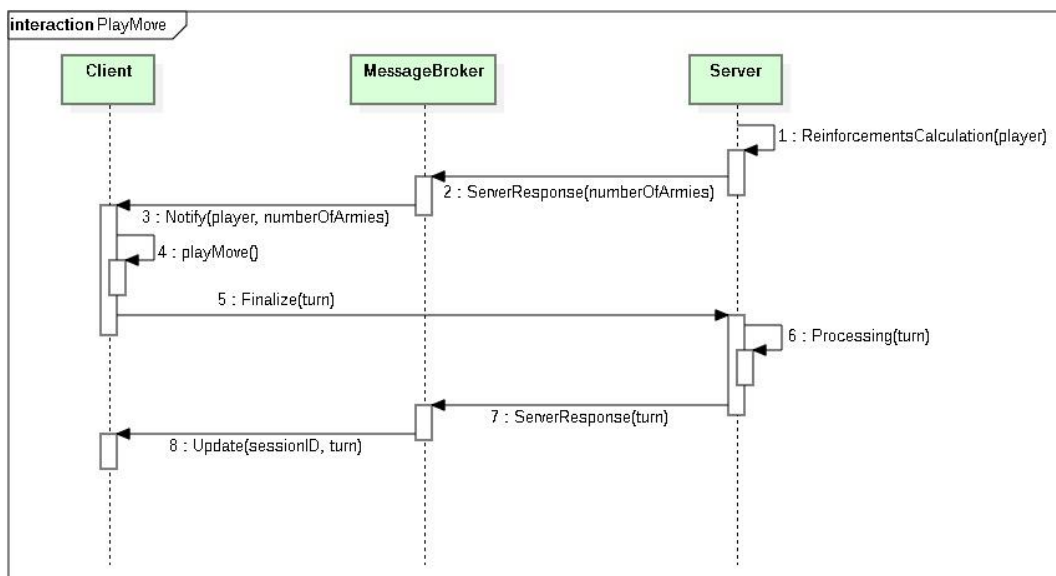 interaction PlayMove
Client
MessageBroker
Server
1 : ReinforcementsCalculation(player)
2 : ServerResponse(numberOfArmies)
3 : Notify(player, numberOfArmies)
4 : playMove()
5 : Finalize(turn)
6 : Processing(turn)
7 : ServerResponse(turn)
8 : Update(sessionID, turn)